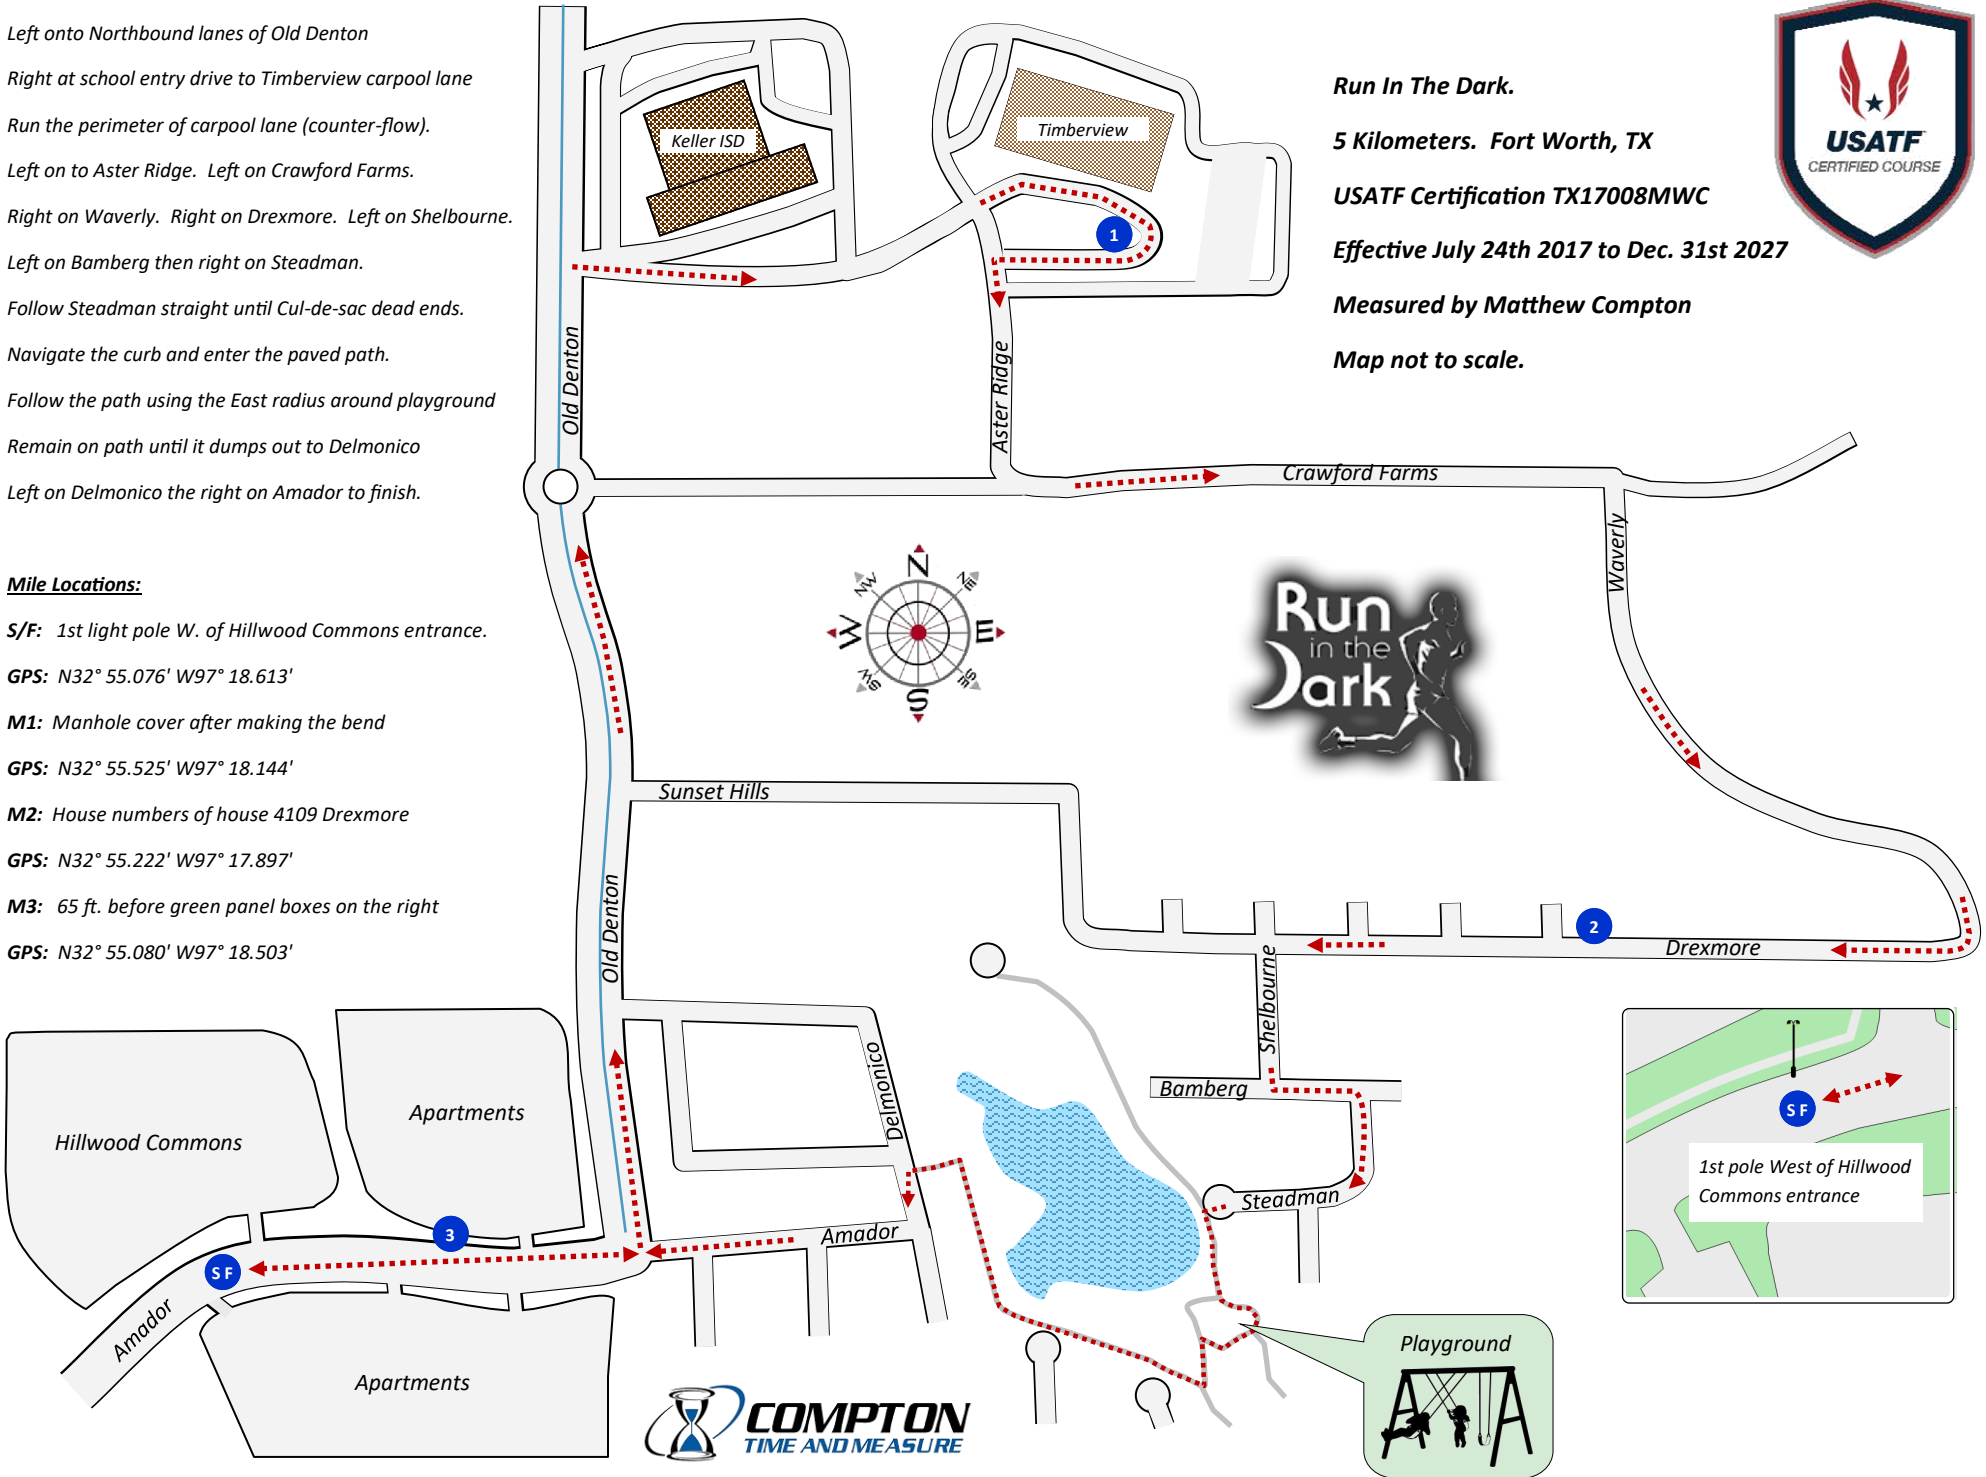 Left onto Northbound lanes of Old Denton
Right at school entry drive to Timberview carpool lane
Run the perimeter of carpool lane (counter-flow).
Left on to Aster Ridge.  Left on Crawford Farms.
Right on Waverly.  Right on Drexmore.  Left on Shelbourne.
Left on Bamberg then right on Steadman.
Follow Steadman straight until Cul-de-sac dead ends.
Navigate the curb and enter the paved path.
Follow the path using the East radius around playground
Remain on path until it dumps out to Delmonico
Left on Delmonico the right on Amador to finish.
Mile Locations:
S/F:  1st light pole W. of Hillwood Commons entrance.
GPS:  N32° 55.076' W97° 18.613'
M1:  Manhole cover after making the bend
GPS:  N32° 55.525' W97° 18.144'
M2:  House numbers of house 4109 Drexmore
GPS:  N32° 55.222' W97° 17.897'
M3:  65 ft. before green panel boxes on the right
GPS:  N32° 55.080' W97° 18.503'
Run In The Dark.
5 Kilometers.  Fort Worth, TX
USATF Certification TX17008MWC
Effective July 24th 2017 to Dec. 31st 2027
Measured by Matthew Compton
Map not to scale.
USATF
CERTIFIED COURSE
Keller ISD
Timberview
1
Old Denton
Aster Ridge
Crawford Farms
Waverly
N
NE
E
SE
S
SW
W
NW
Run
in the
Dark
Sunset Hills
Old Denton
2
Drexmore
Shelbourne
Bamberg
Steadman
Delmonico
Amador
Hillwood Commons
Apartments
3
S F
Amador
Apartments
S F
1st pole West of Hillwood
Commons entrance
Playground
COMPTON
TIME AND MEASURE